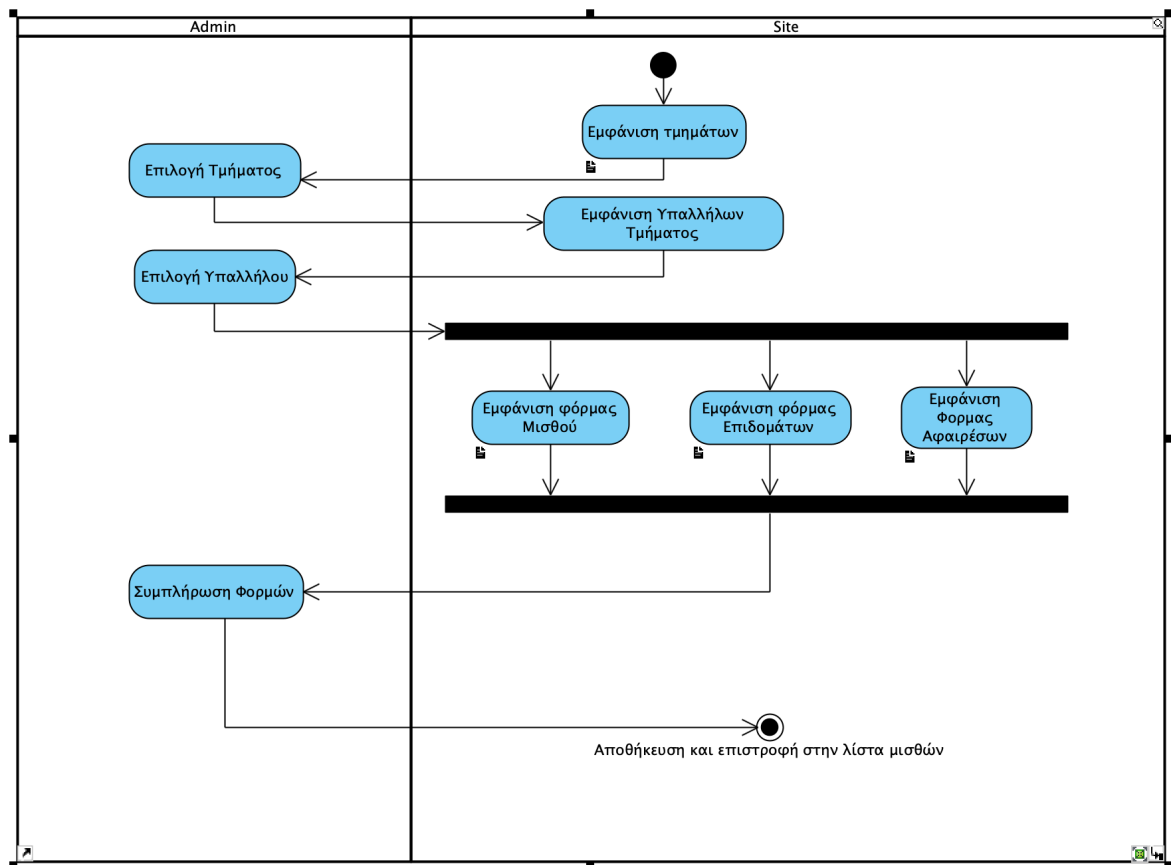 Admin
Site
Εμφάνιση τμημάτων
Επιλογή Τμήματος
Εμφάνιση Υπαλλήλων
Τμήματος
Επιλογή Υπαλλήλου
Εμφάνιση φόρμας
Μισθού
Εμφάνιση φόρμας
Επιδομάτων
Εμφάνιση
Φορμας
Αφαιρέσων
Συμπλήρωση Φορμών
Αποθήκευση και επιστροφή στην λίστα μισθών